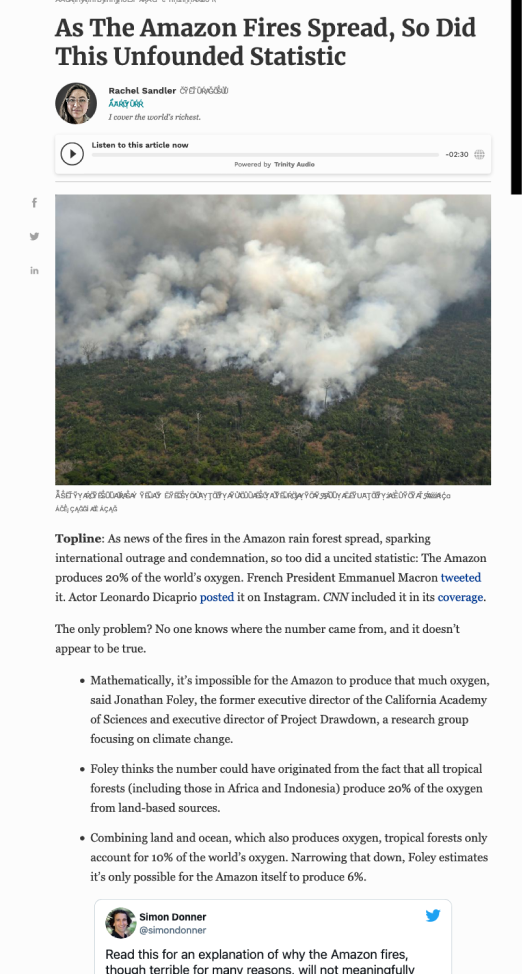 As The Amazon Fires Spread, So Did
This Unfounded Statistic
Rachel Sandler
I cover the world's richest.
Listen to this article now
-02:30
Powered by Trinity Audio
Topline: As news of the fires in the Amazon rain forest spread, sparking
international outrage and condemnation, so too did a uncited statistic: The Amazon
produces 20% of the world's oxygen. French President Emmanuel Macron tweeted
it. Actor Leonardo Dicaprio posted it on Instagram. CNN included it in its coverage.
The only problem? No one knows where the number came from, and it doesn't
appear to be true.
• Mathematically, it's impossible for the Amazon to produce that much oxygen,
said Jonathan Foley, the former executive director of the California Academy
of Sciences and executive director of Project Drawdown, a research group
focusing on climate change.
• Foley thinks the number could have originated from the fact that all tropical
forests (including those in Africa and Indonesia) produce 20% of the oxygen
from land-based sources.
• Combining land and ocean, which also produces oxygen, tropical forests only
account for 10% of the world's oxygen. Narrowing that down, Foley estimates
it's only possible for the Amazon itself to produce 6%.
Simon Donner
@simondonner
Read this for an explanation of why the Amazon fires,
though terrible for many reasons, will not meaningfully